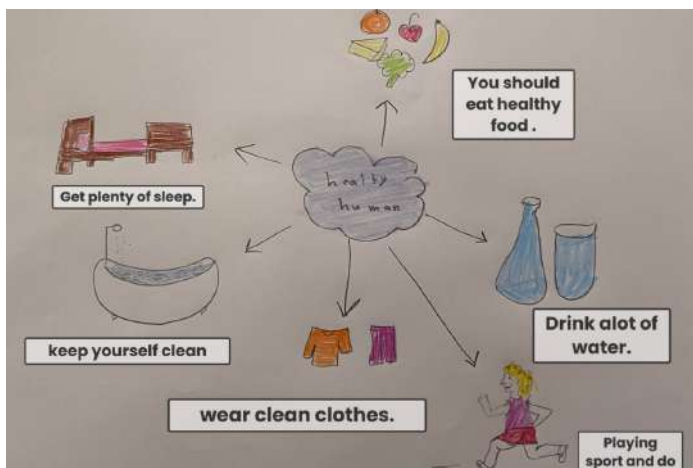 You should
eat healthy
food .
healty
human
Get plenty of sleep.
keep yourself clean
Drink alot of
water.
wear clean clothes.
Playing
sport and do